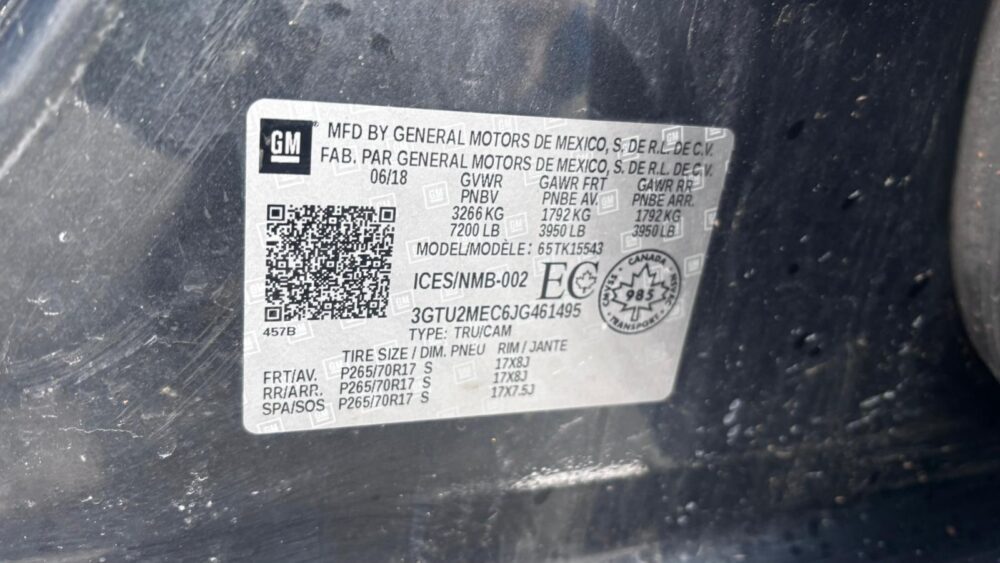 GM
MFD BY GENERAL MOTORS DE MEXICO, S. DE R.L. DE C.V.
FAB. PAR GENERAL MOTORS DE MEXICO, S. DE R.L. DE C.V.
06/18 GVWR GAWR FRT GAWR RR
PNBV PNBE AV. PNBE ARR.
3266 KG 1792 KG 1792 KG
7200 LB 3950 LB 3950 LB
MODEL/MODÈLE: 65TK15543
ICES/NMB-002 EC
CANADA
985
TRANSPORT
3GTU2MEC6JG461495
457B
TYPE: TRU/CAM
TIRE SIZE / DIM. PNEU RIM / JANTE
FRT/AV. P265/70R17 S 17X8J
RR/ARR. P265/70R17 S 17X8J
SPA/SOS P265/70R17 S 17X7.5J